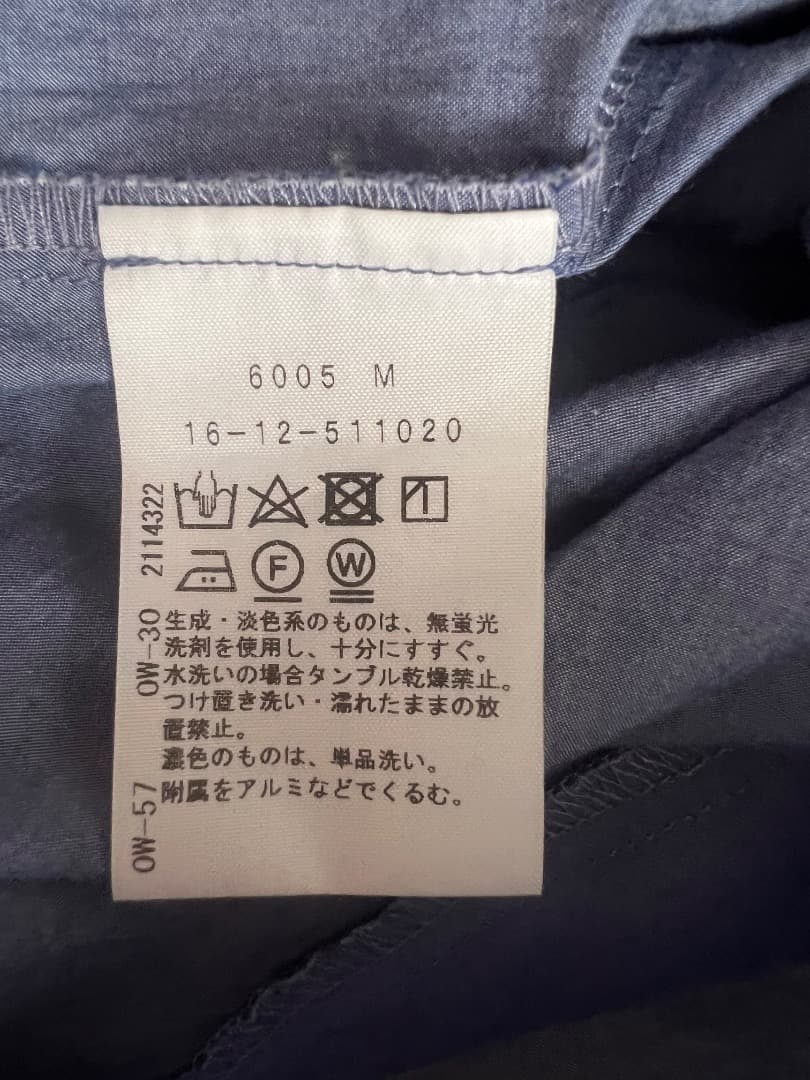 6005 M
16-12-511020
2114322
F W
OW-30
生成・淡色系のものは、無蛍光
洗剤を使用し、十分にすすぐ。
水洗いの場合タンブル乾燥禁止。
つけ置き洗い・濡れたままの放
置禁止。
濃色のものは、単品洗い。
附属をアルミなどでくるむ。
OW-57